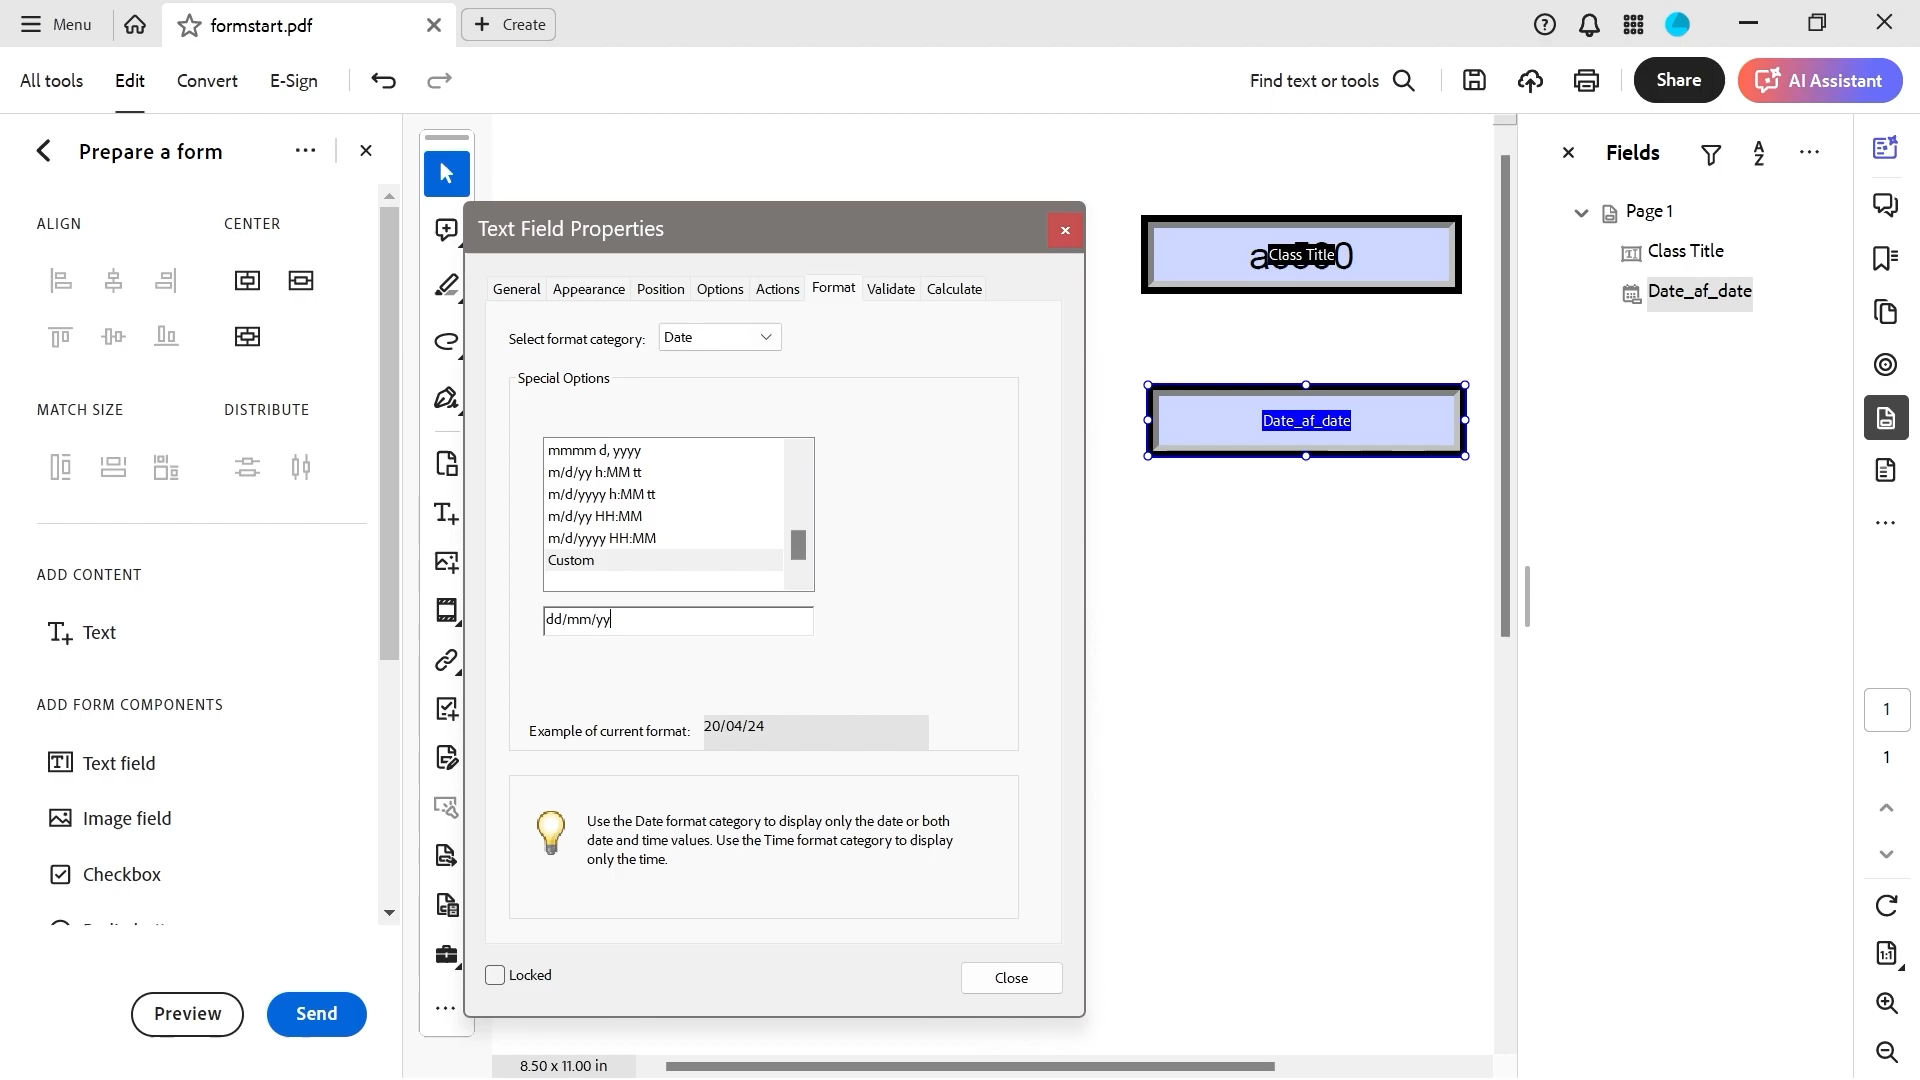 Menu
formstart.pdf
Create
All tools
Edit
Convert
E-Sign
Find text or tools
Share
AI Assistant
Prepare a form
ALIGN
CENTER
MATCH SIZE
DISTRIBUTE
ADD CONTENT
Text
ADD FORM COMPONENTS
Text field
Image field
Checkbox
Preview
Send
Text Field Properties
General
Appearance
Position
Options
Actions
Format
Validate
Calculate
Select format category:
Date
Special Options
mmmm d, yyyy
m/d/yy h:MM tt
m/d/yyyy h:MM tt
m/d/yy HH:MM
m/d/yyyy HH:MM
Custom
dd/mm/yy
Example of current format:
20/04/24
Use the Date format category to display only the date or both
date and time values. Use the Time format category to display
only the time.
Locked
Close
8.50 x 11.00 in
Class Title
Date_af_date
Fields
Page 1
Class Title
Date_af_date
1
1